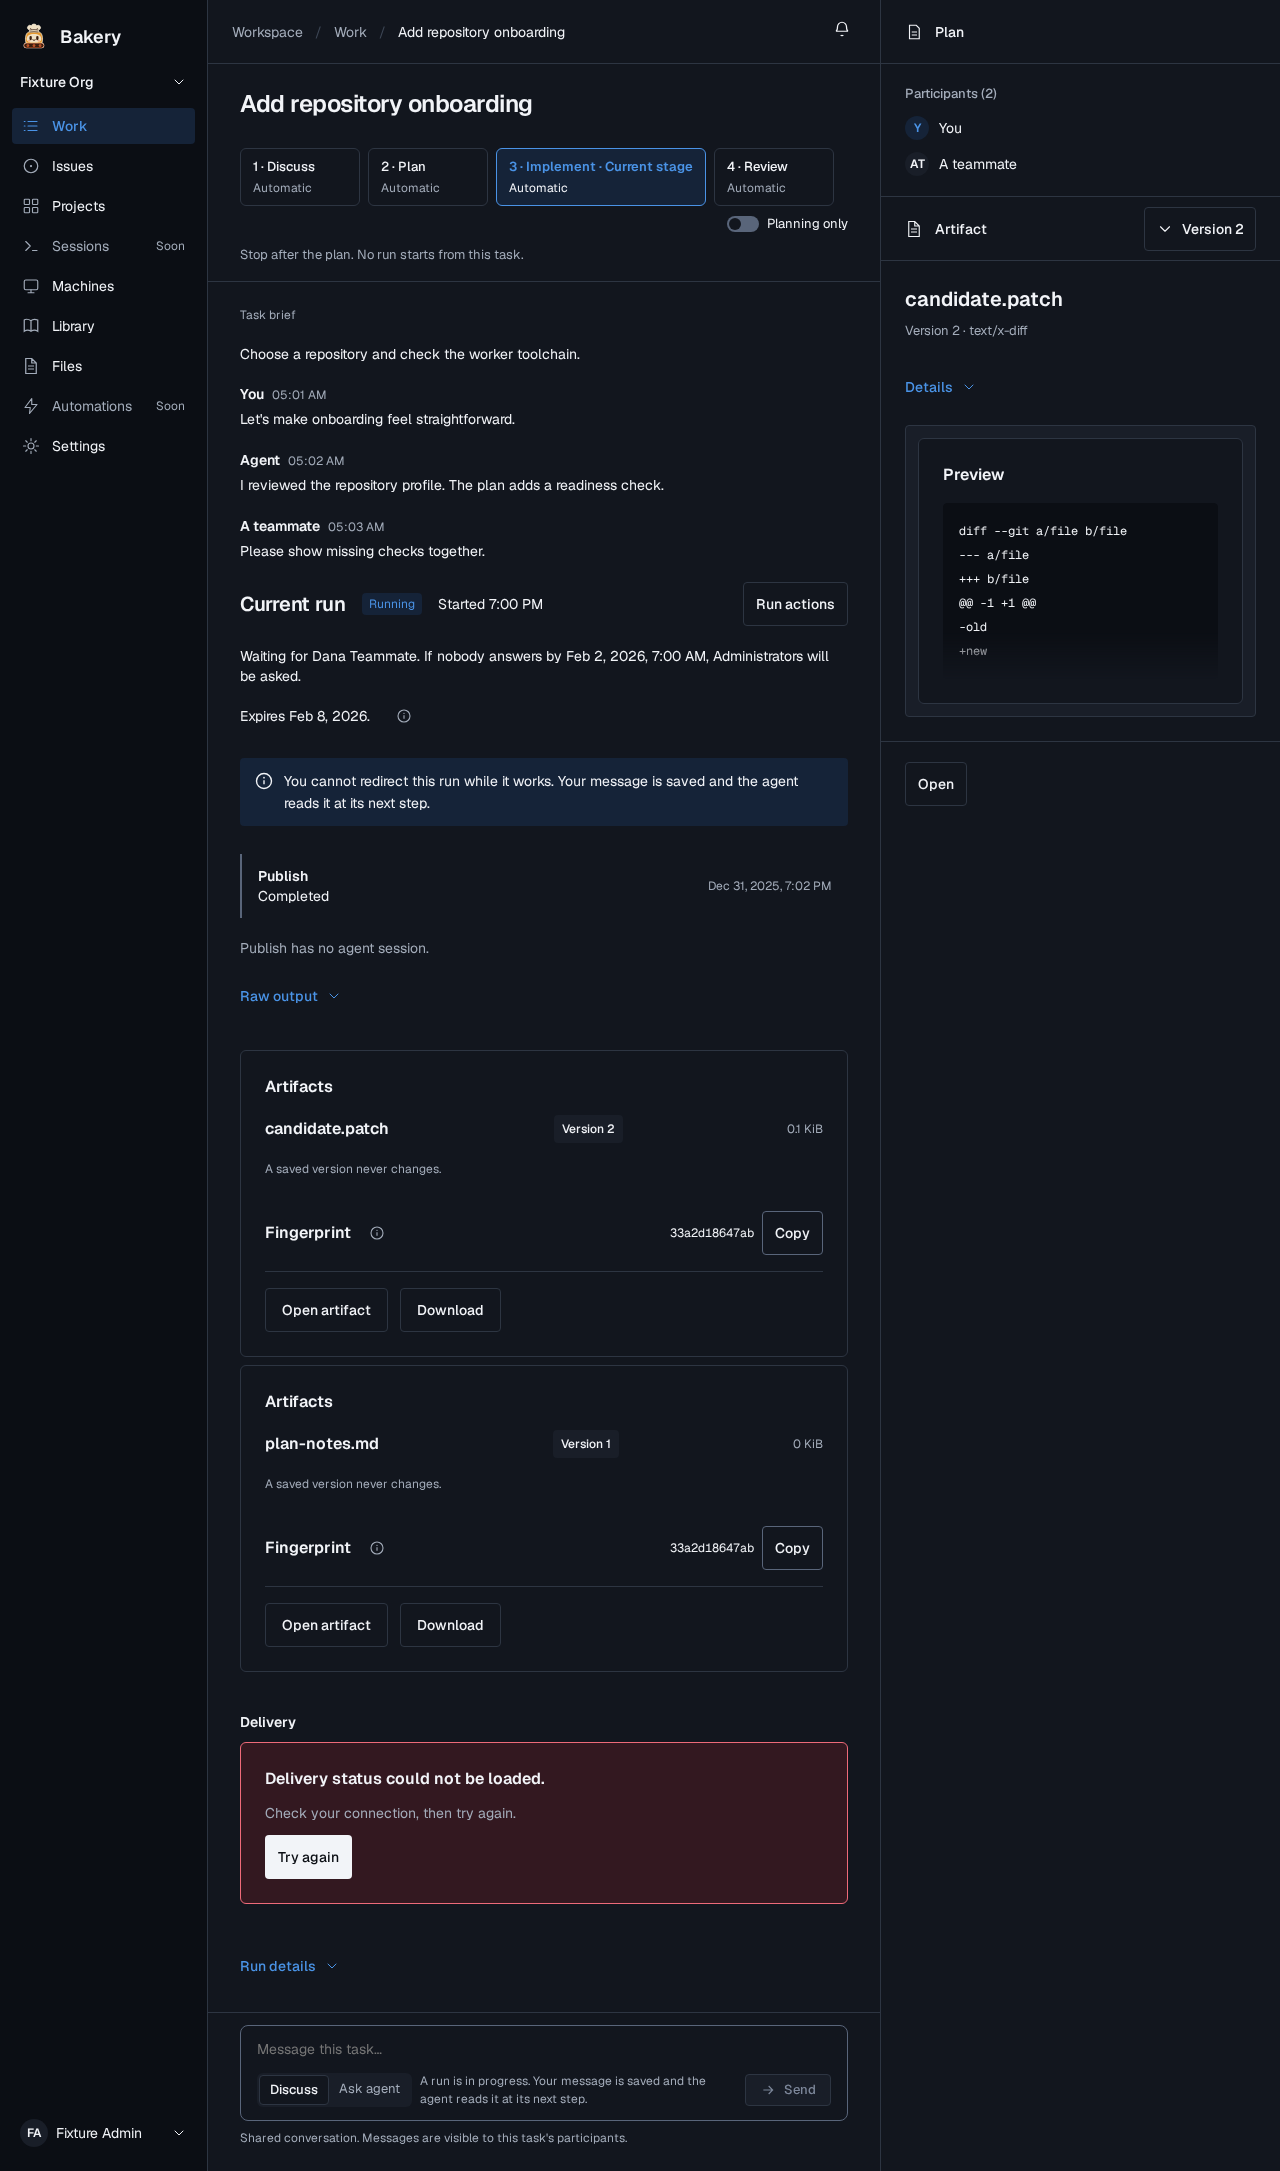 Bakery
Fixture Org
Work
Issues
Projects
Sessions Soon
Machines
Library
Files
Automations Soon
Settings
FA Fixture Admin
Workspace / Work / Add repository onboarding
Add repository onboarding
1 · Discuss
Automatic
2 · Plan
Automatic
3 · Implement · Current stage
Automatic
4 · Review
Automatic
Planning only
Stop after the plan. No run starts from this task.
Task brief
Choose a repository and check the worker toolchain.
You 05:01 AM
Let's make onboarding feel straightforward.
Agent 05:02 AM
I reviewed the repository profile. The plan adds a readiness check.
A teammate 05:03 AM
Please show missing checks together.
Current run Running Started 7:00 PM Run actions
Waiting for Dana Teammate. If nobody answers by Feb 2, 2026, 7:00 AM, Administrators will
be asked.
Expires Feb 8, 2026.
You cannot redirect this run while it works. Your message is saved and the agent
reads it at its next step.
Publish
Completed
Dec 31, 2025, 7:02 PM
Publish has no agent session.
Raw output
Artifacts
candidate.patch Version 2 0.1 KiB
A saved version never changes.
Fingerprint 33a2d18647ab Copy
Open artifact Download
Artifacts
plan-notes.md Version 1 0 KiB
A saved version never changes.
Fingerprint 33a2d18647ab Copy
Open artifact Download
Delivery
Delivery status could not be loaded.
Check your connection, then try again.
Try again
Run details
Message this task...
Discuss Ask agent
A run is in progress. Your message is saved and the
agent reads it at its next step.
Send
Shared conversation. Messages are visible to this task's participants.
Plan
Participants (2)
Y You
AT A teammate
Artifact Version 2
candidate.patch
Version 2 · text/x-diff
Details
Preview
diff --git a/file b/file
--- a/file
+++ b/file
@@ -1 +1 @@
-old
+new
Open